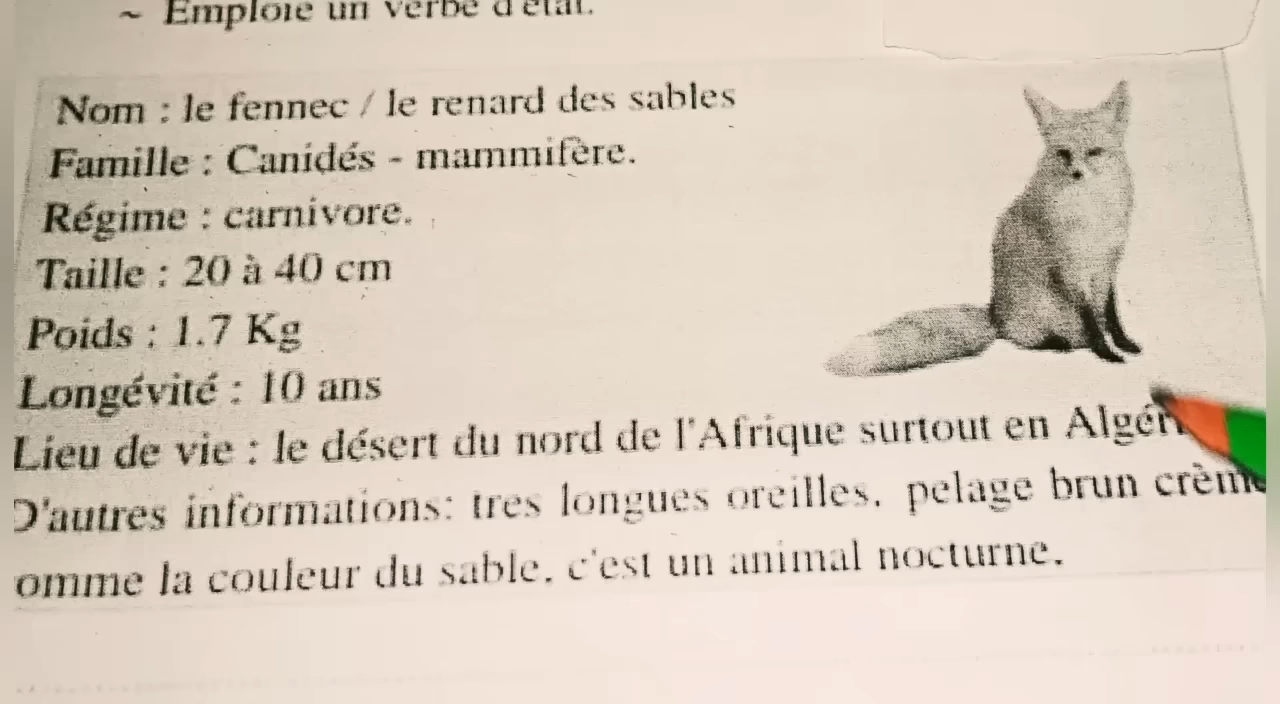 ~ Emploie un verbe d'état.
Nom : le fennec / le renard des sables
Famille : Canidés - mammifère.
Régime : carnivore.
Taille : 20 à 40 cm
Poids : 1.7 Kg
Longévité : 10 ans
Lieu de vie : le désert du nord de l'Afrique surtout en Algér
D'autres informations: tres longues oreilles, pelage brun crème
omme la couleur du sable, c'est un animal nocturne.